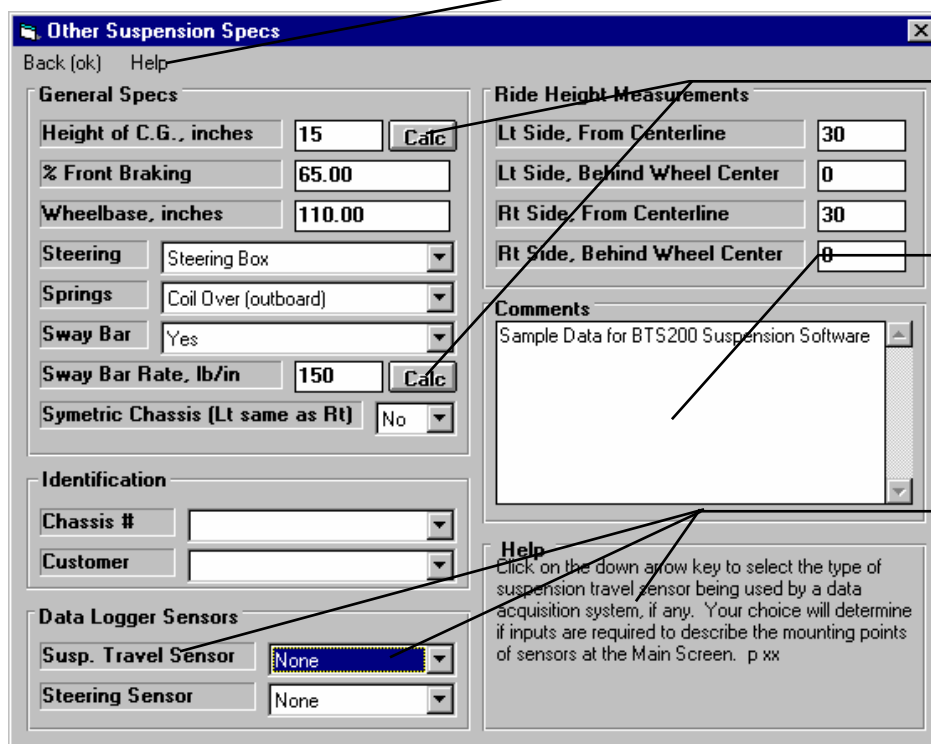 Other Suspension Specs
Back (ok) Help
General Specs
Height of C.G., inches 15 Calc
% Front Braking 65.00
Wheelbase, inches 110.00
Steering Steering Box
Springs Coil Over (outboard)
Sway Bar Yes
Sway Bar Rate, lb/in 150 Calc
Symetric Chassis (Lt same as Rt) No
Identification
Chassis #
Customer
Data Logger Sensors
Susp. Travel Sensor None
Steering Sensor None
Ride Height Measurements
Lt Side, From Centerline 30
Lt Side, Behind Wheel Center 0
Rt Side, From Centerline 30
Rt Side, Behind Wheel Center 0
Comments
Sample Data for BTS200 Suspension Software
Help
Click on the down arrow key to select the type of
suspension travel sensor being used by a data
acquisition system, if any. Your choice will determine
if inputs are required to describe the mounting points
of sensors at the Main Screen. p xx